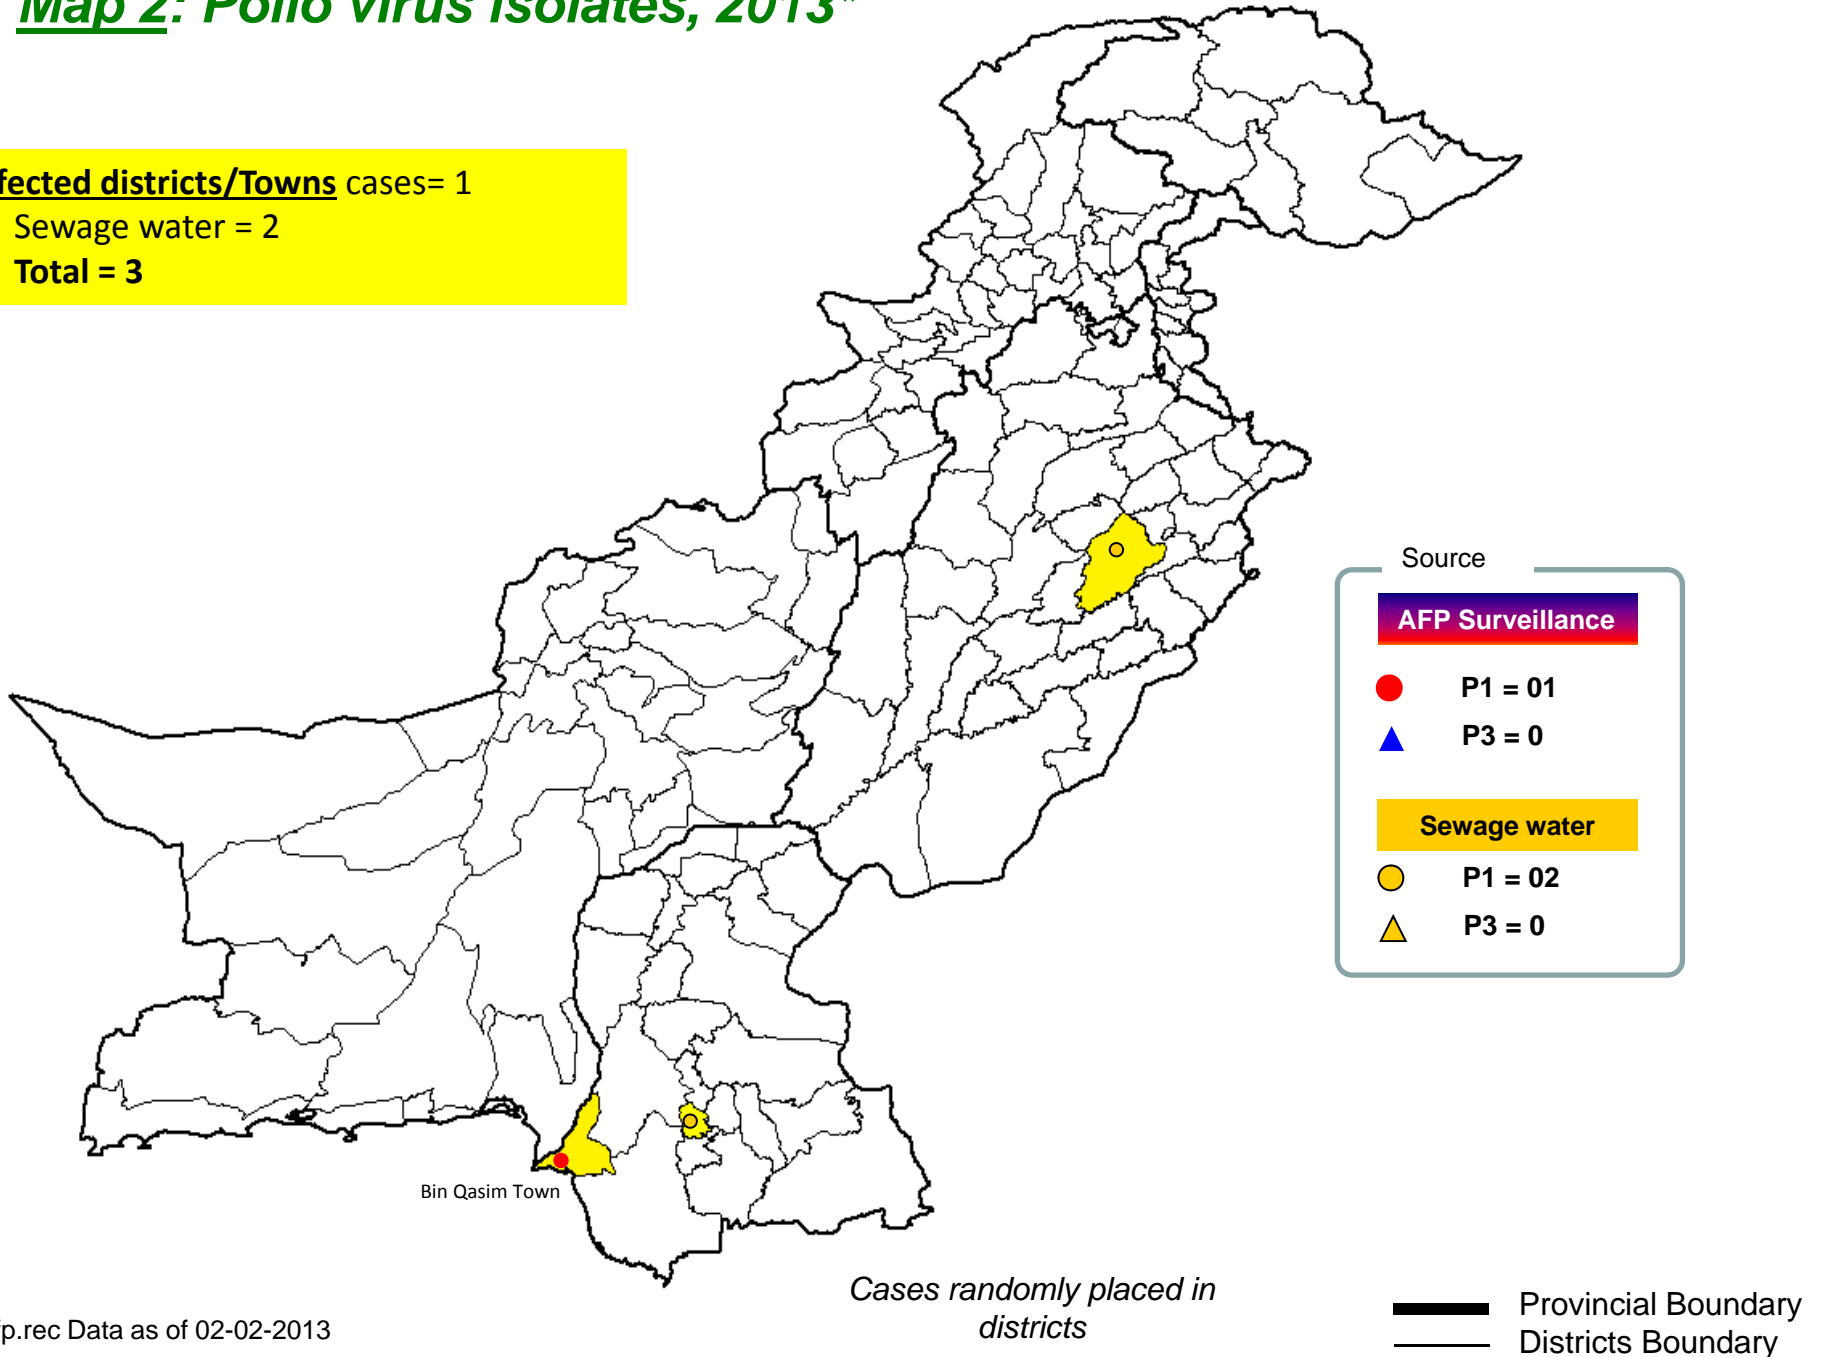 Map 2: Polio virus Isolates, 2013*
fected districts/Towns cases= 1
Sewage water = 2
Total = 3
Source
AFP Surveillance
P1 = 01
P3 = 0
Sewage water
P1 = 02
P3 = 0
Bin Qasim Town
Cases randomly placed in
districts
p.rec Data as of 02-02-2013
Provincial Boundary
Districts Boundary